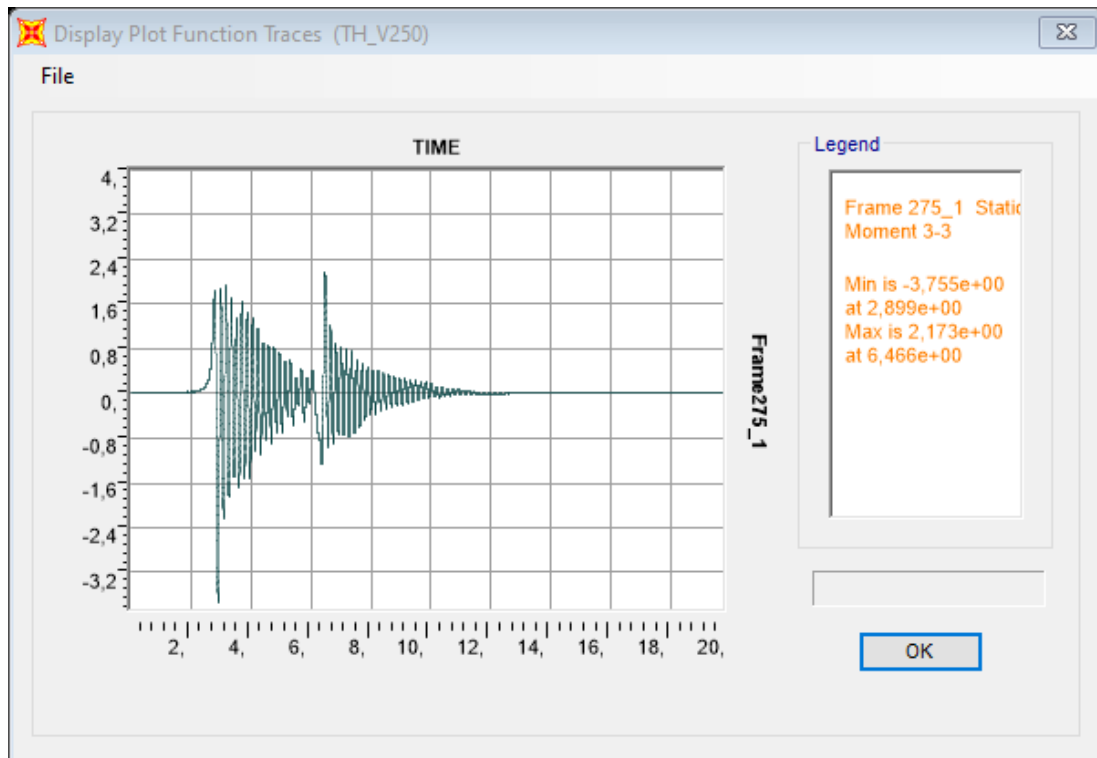 Display Plot Function Traces (TH_V250)
File
TIME
4,
3,2
2,4
1,6
0,8
0,
-0,8
-1,6
-2,4
-3,2
2, 4, 6, 8, 10, 12, 14, 16, 18, 20,
Frame275_1
Legend
Frame 275_1 Static
Moment 3-3
Min is -3,755e+00
at 2,899e+00
Max is 2,173e+00
at 6,466e+00
OK